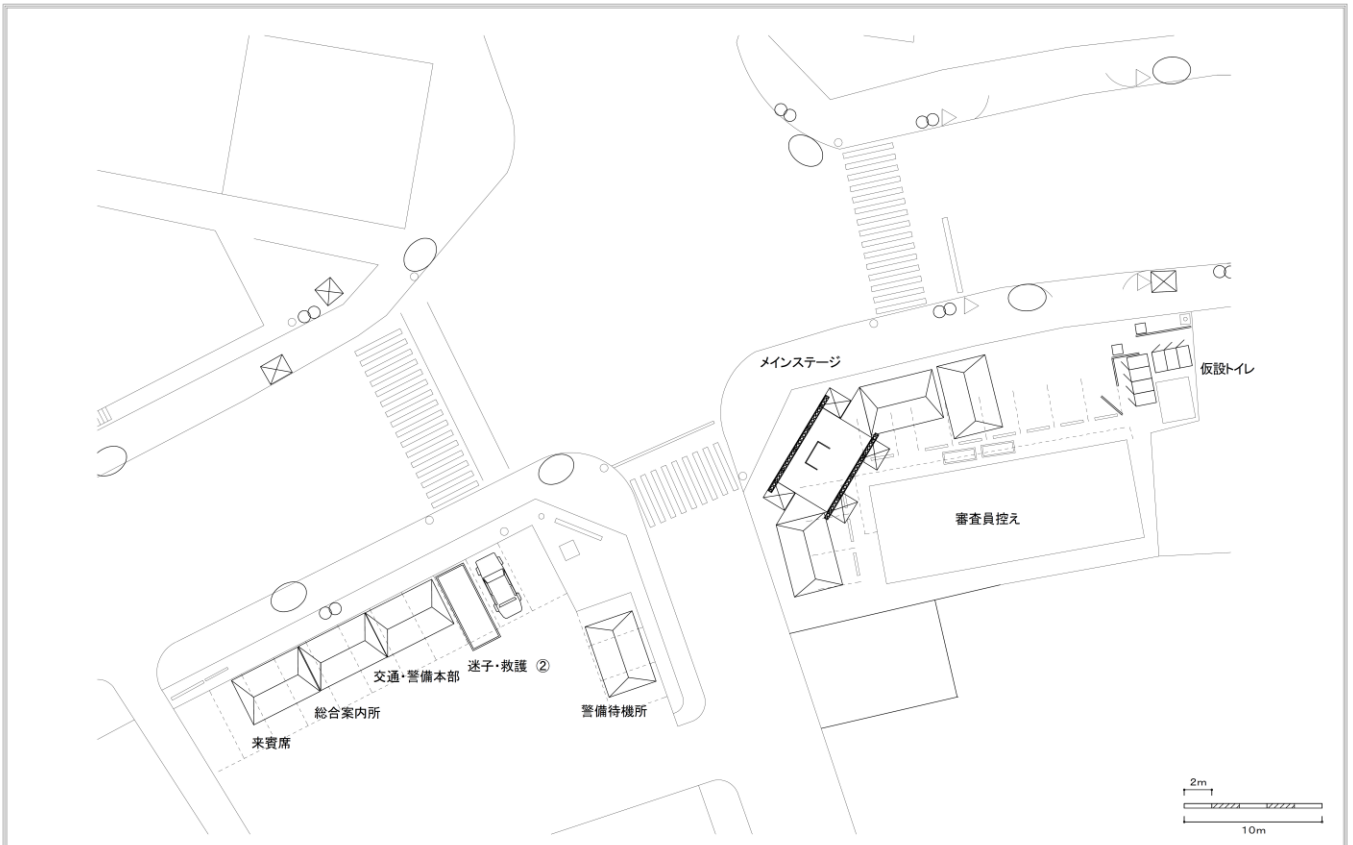 メインステージ
仮設トイレ
審査員控え
迷子・救護 ②
交通・警備本部
警備待機所
総合案内所
来賓席
2m
10m